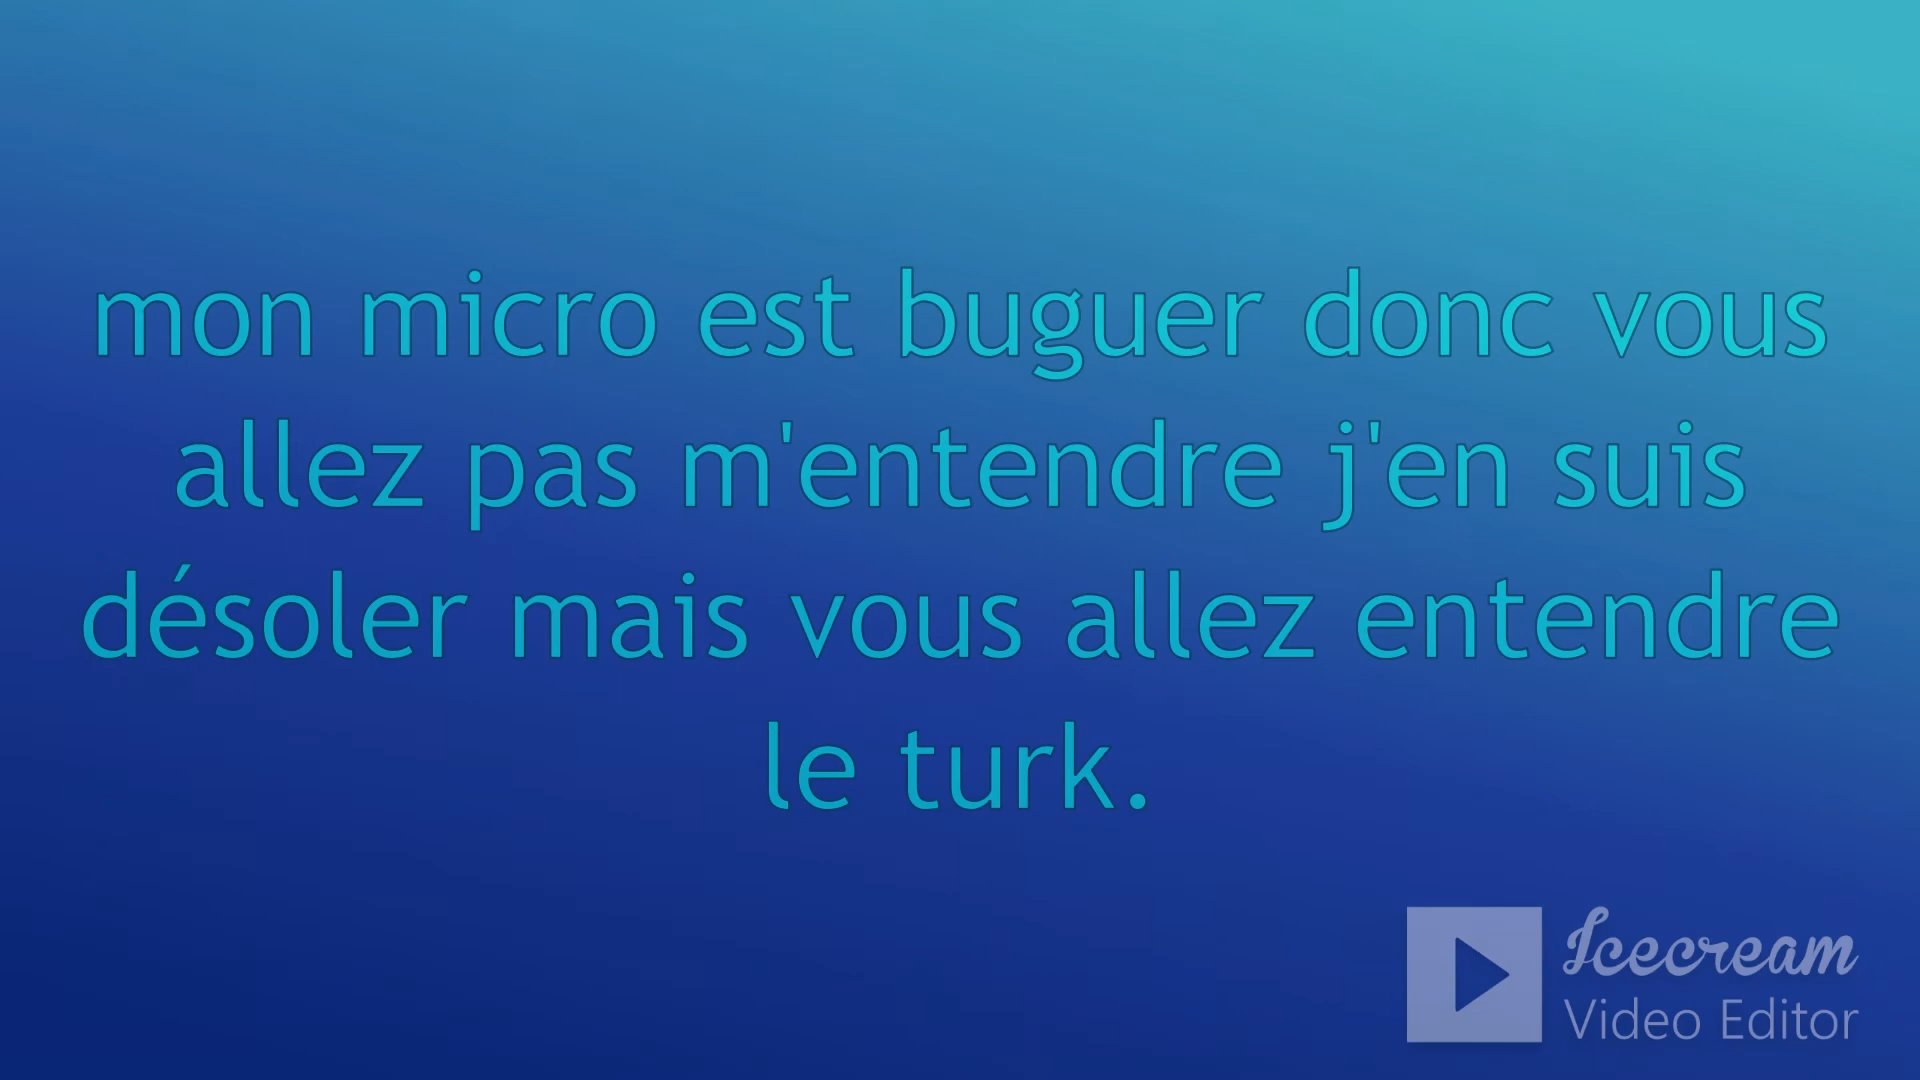 mon micro est buguer donc vous
allez pas m'entendre j'en suis
désoler mais vous allez entendre
le turk.
Icecream
Video Editor